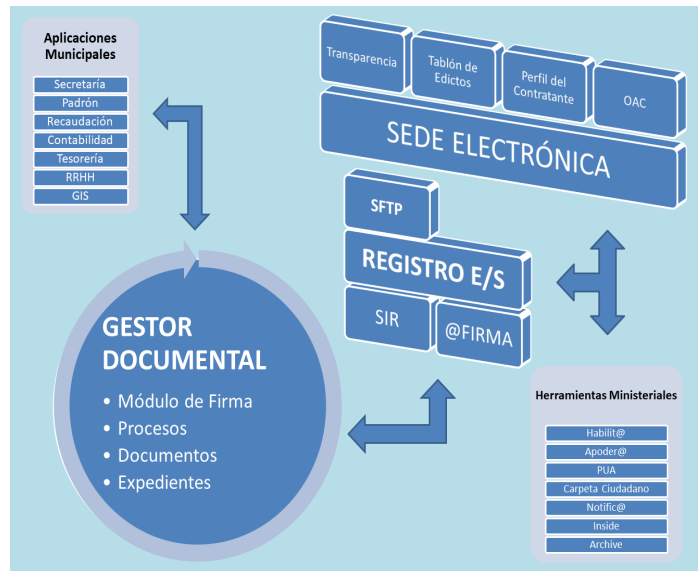 Aplicaciones
Municipales
Secretaría
Padrón
Recaudación
Contabilidad
Tesorería
RRHH
GIS
Transparencia
Tablón de
Edictos
Perfil del
Contratante
OAC
SEDE ELECTRÓNICA
SFTP
REGISTRO E/S
SIR
@FIRMA
GESTOR
DOCUMENTAL
• Módulo de Firma
• Procesos
• Documentos
• Expedientes
Herramientas Ministeriales
Habilit@
Apoder@
PUA
Carpeta Ciudadano
Notific@
Inside
Archive